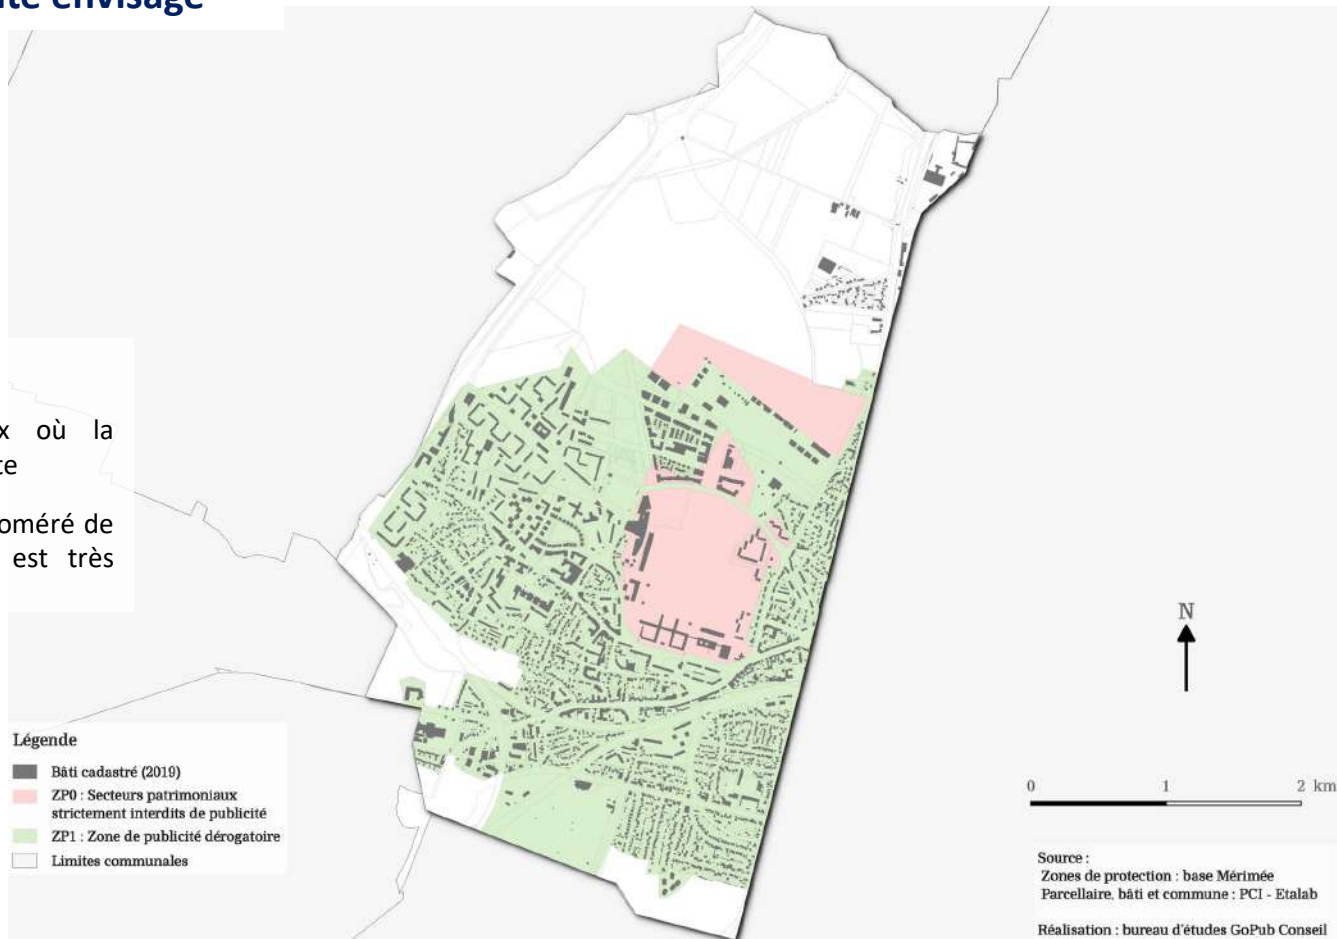 ité envisagé
x où la
te
oméré de
est très
Légende
Bâti cadastré (2019)
ZP0 : Secteurs patrimoniaux
strictement interdits de publicité
ZP1 : Zone de publicité dérogatoire
Limites communales
N
0 1 2 km
Source :
Zones de protection : base Mérimée
Parcellaire, bâti et commune : PCI - Etalab
Réalisation : bureau d'études GoPub Conseil